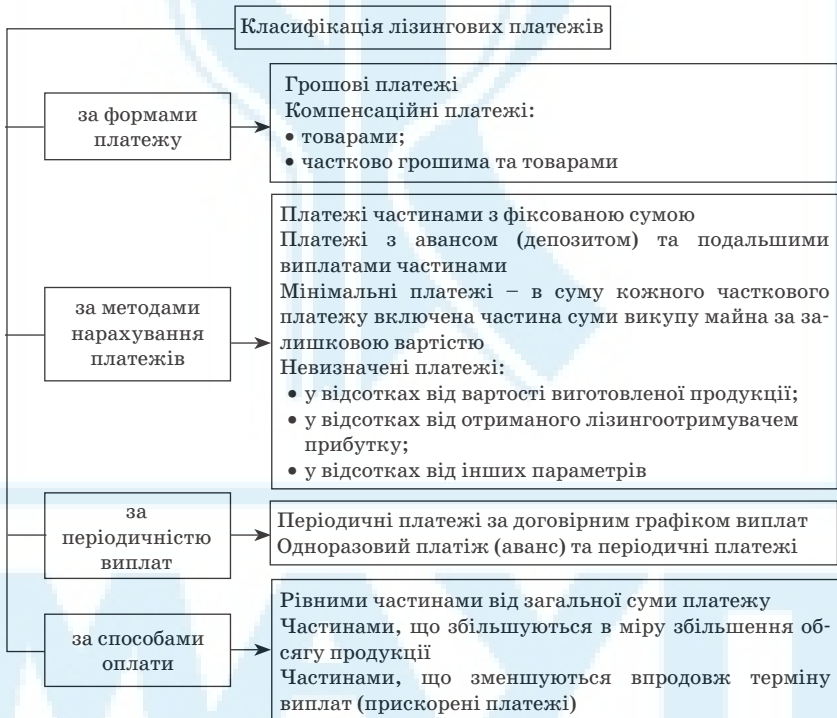 Класифікація лізингових платежів
за формами
платежу
Грошові платежі
Компенсаційні платежі:
• товарами;
• частково грошима та товарами
за методами
нарахування
платежів
Платежі частинами з фіксованою сумою
Платежі з авансом (депозитом) та подальшими
виплатами частинами
Мінімальні платежі – в суму кожного часткового
платежу включена частина суми викупу майна за за-
лишковою вартістю
Невизначені платежі:
• у відсотках від вартості виготовленої продукції;
• у відсотках від отриманого лізингоотримувачем
прибутку;
• у відсотках від інших параметрів
за
періодичністю
виплат
Періодичні платежі за договірним графіком виплат
Одноразовий платіж (аванс) та періодичні платежі
за способами
оплати
Рівними частинами від загальної суми платежу
Частинами, що збільшуються в міру збільшення об-
сягу продукції
Частинами, що зменшуються впродовж терміну
виплат (прискорені платежі)
МАУП